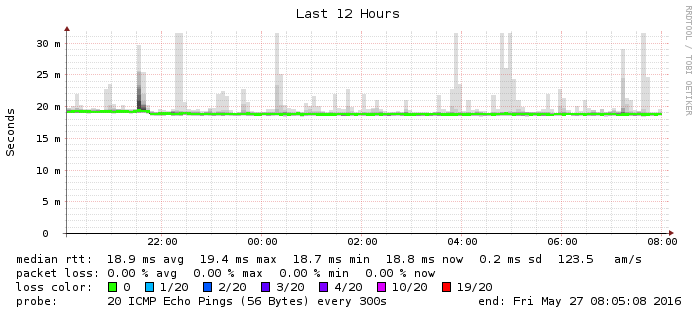 Last 12 Hours
RRDTOOL / TOBI OETIKER
Seconds
30 m
25 m
20 m
15 m
10 m
5 m
0
22:00 00:00 02:00 04:00 06:00 08:00
median rtt: 18.9 ms avg 19.4 ms max 18.7 ms min 18.8 ms now 0.2 ms sd 123.5 am/s
packet loss: 0.00 % avg 0.00 % max 0.00 % min 0.00 % now
loss color: 0 1/20 2/20 3/20 4/20 10/20 19/20
probe: 20 ICMP Echo Pings (56 Bytes) every 300s end: Fri May 27 08:05:08 2016